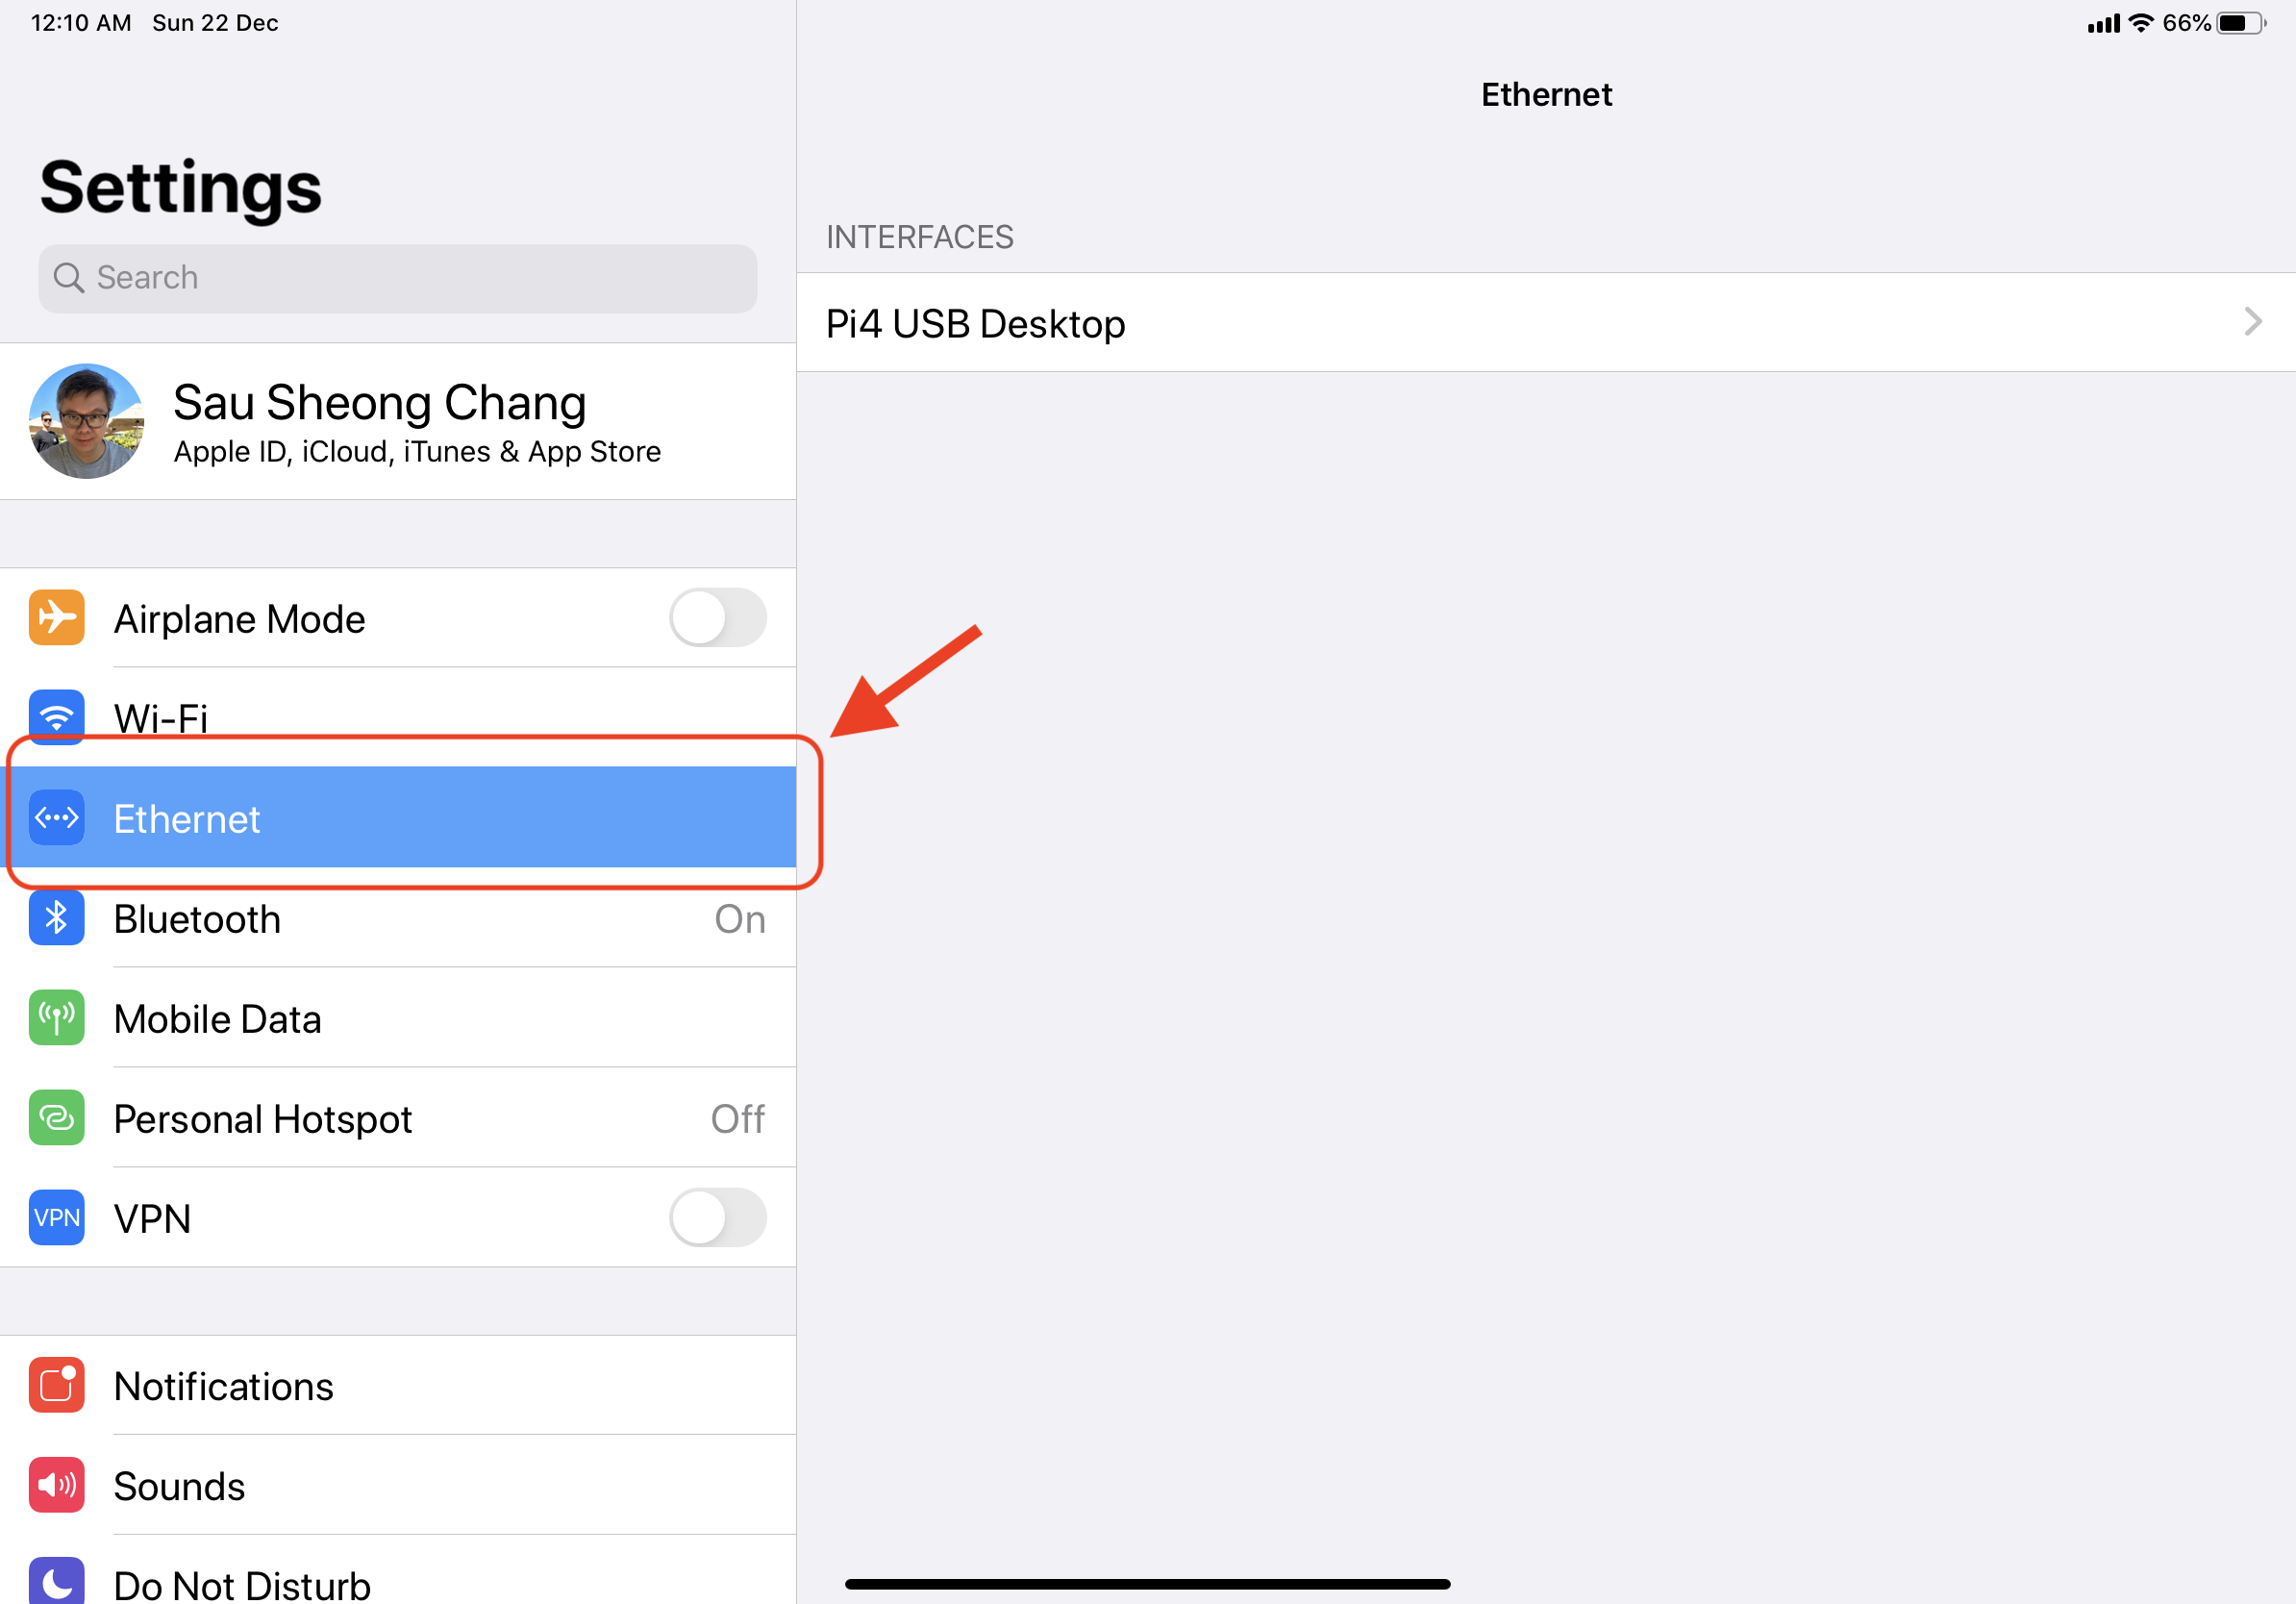 12:10 AM Sun 22 Dec
66%
Settings
Search
Sau Sheong Chang
Apple ID, iCloud, iTunes & App Store
Airplane Mode
Wi-Fi
Ethernet
Bluetooth On
Mobile Data
Personal Hotspot Off
VPN VPN
Notifications
Sounds
Do Not Disturb
Ethernet
INTERFACES
Pi4 USB Desktop